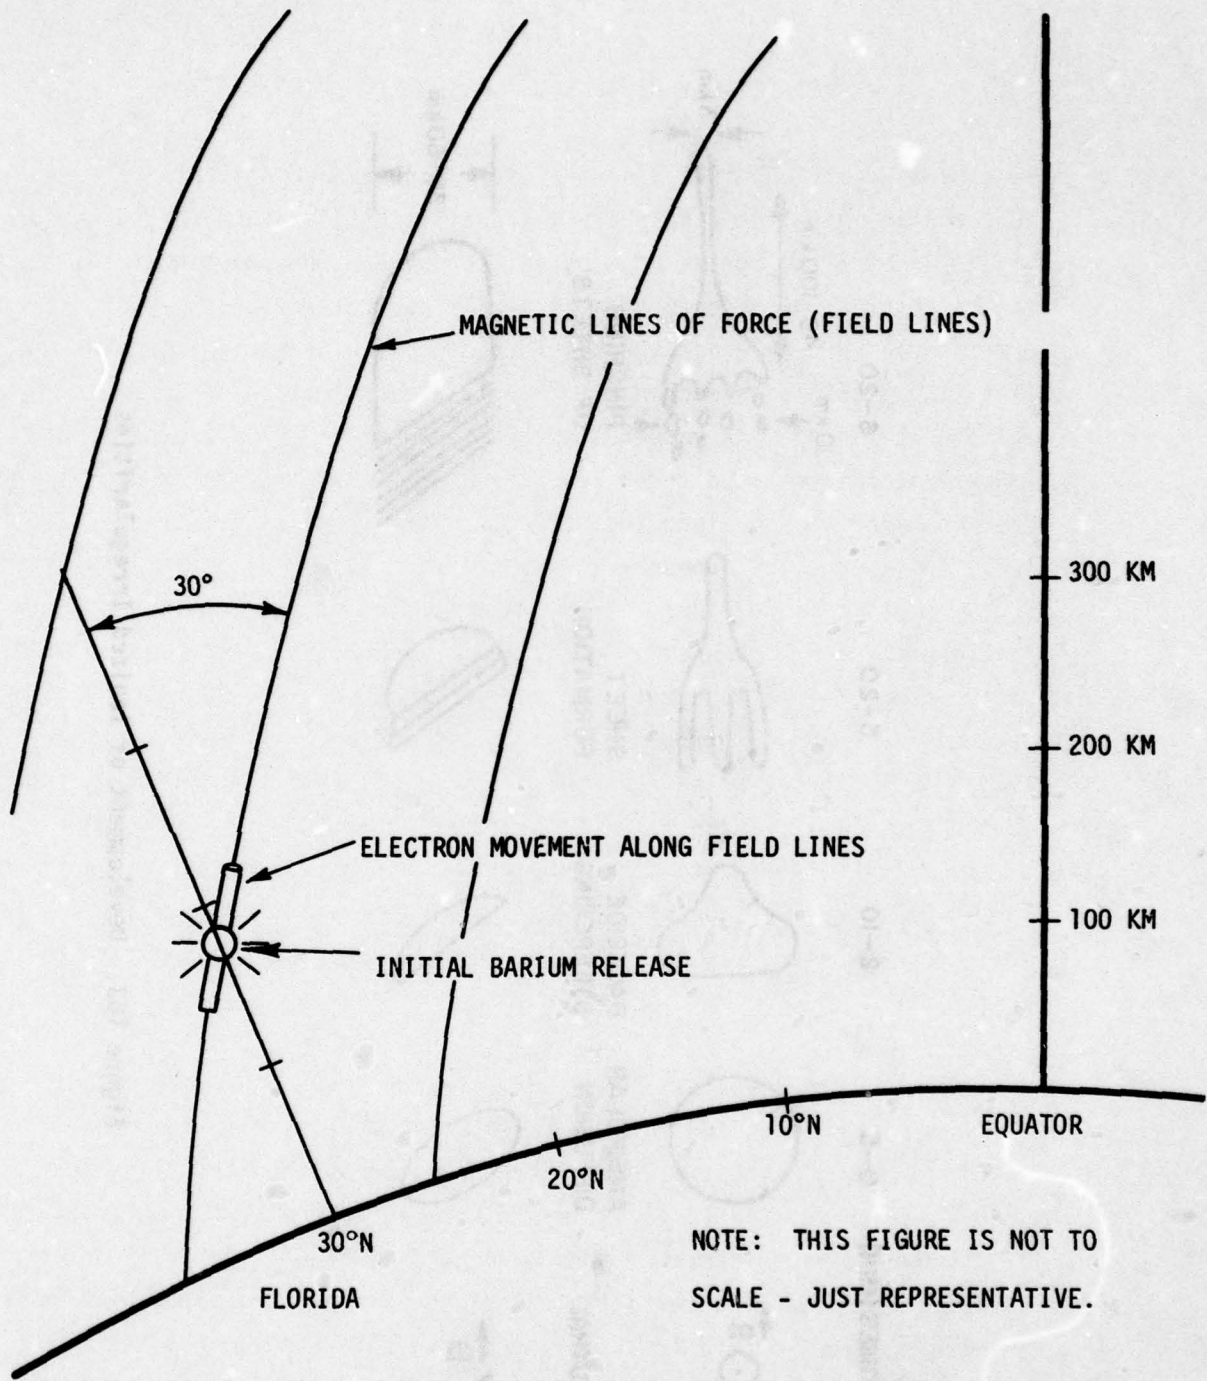 MAGNETIC LINES OF FORCE (FIELD LINES)
30°
300 KM
200 KM
ELECTRON MOVEMENT ALONG FIELD LINES
100 KM
INITIAL BARIUM RELEASE
10°N
EQUATOR
20°N
30°N
NOTE: THIS FIGURE IS NOT TO
SCALE - JUST REPRESENTATIVE.
FLORIDA